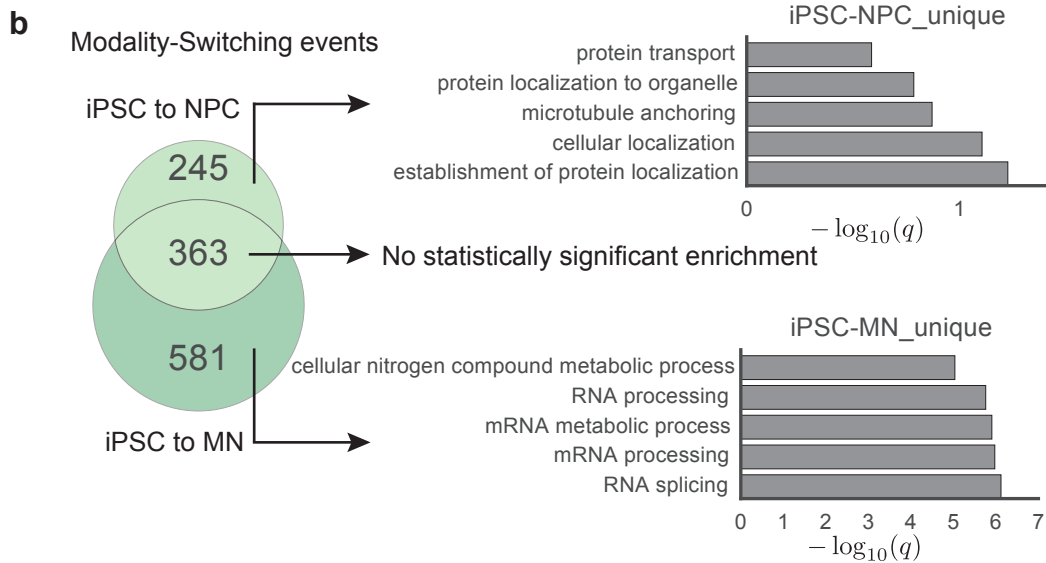 b
Modality-Switching events
iPSC to NPC
245
363
581
iPSC to MN
No statistically significant enrichment
iPSC-NPC_unique
protein transport
protein localization to organelle
microtubule anchoring
cellular localization
establishment of protein localization
0 1
− log10(q)
iPSC-MN_unique
cellular nitrogen compound metabolic process
RNA processing
mRNA metabolic process
mRNA processing
RNA splicing
0 1 2 3 4 5 6 7
− log10(q)